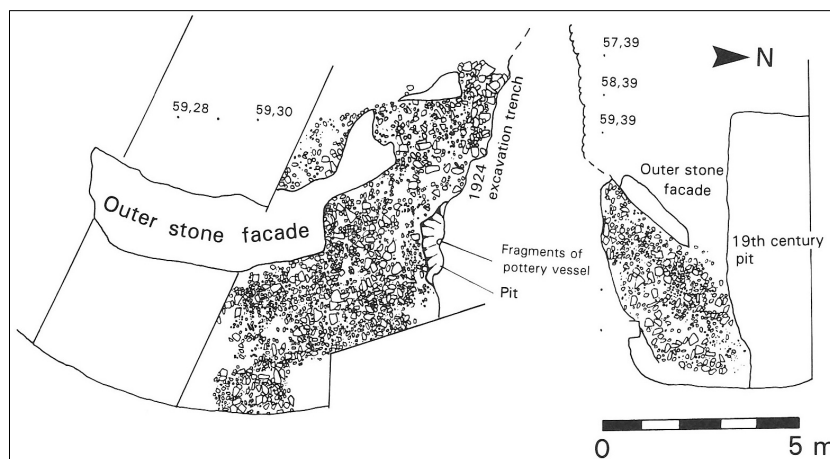 59,28
59,30
Outer stone facade
1924 excavation trench
Fragments of
pottery vessel
Pit
57,39
58,39
59,39
N
Outer stone
facade
19th century
pit
0
5 m